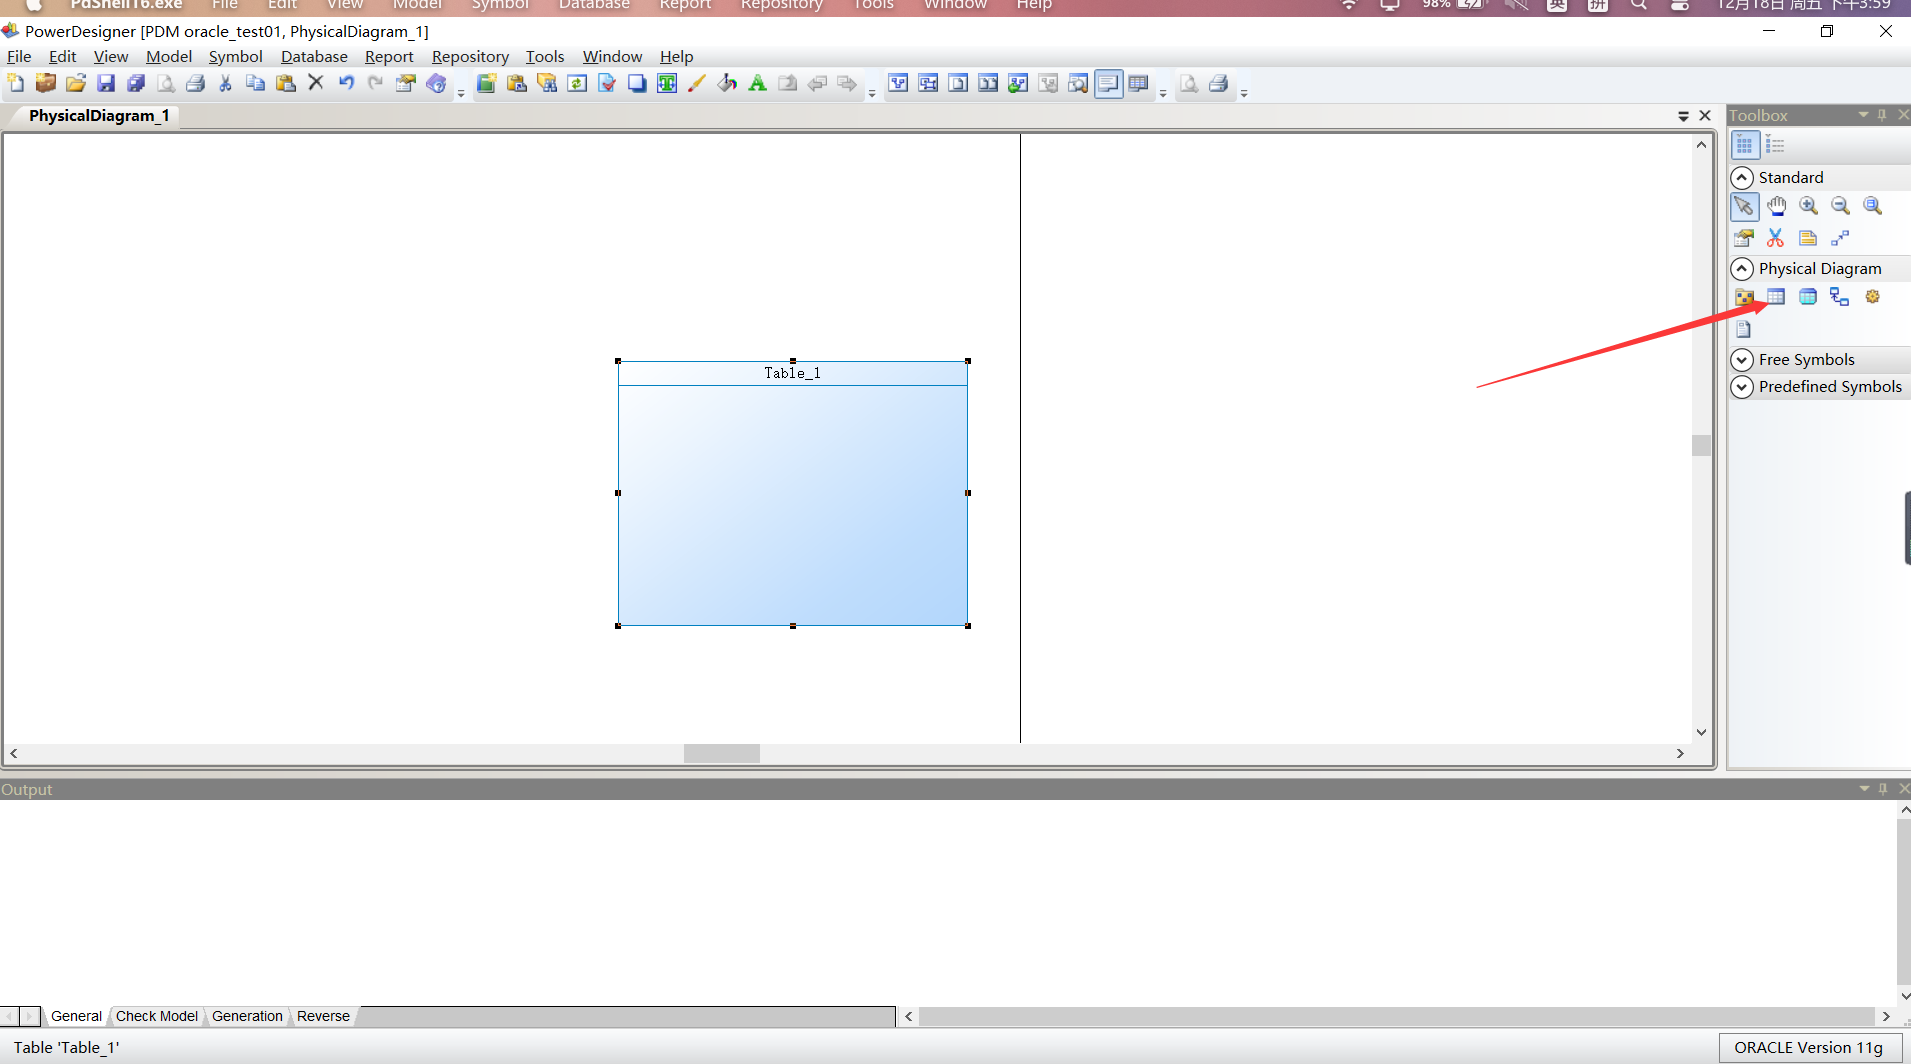 PdShell16.exe File Edit View Model Symbol Database Report Repository Tools Window Help 98% 英 拼 12月18日 周五 下午3:59
PowerDesigner [PDM oracle_test01, PhysicalDiagram_1]
File Edit View Model Symbol Database Report Repository Tools Window Help
PhysicalDiagram_1
Toolbox
Standard
Physical Diagram
Free Symbols
Predefined Symbols
Table_1
Output
General Check Model Generation Reverse
Table 'Table_1'
ORACLE Version 11g